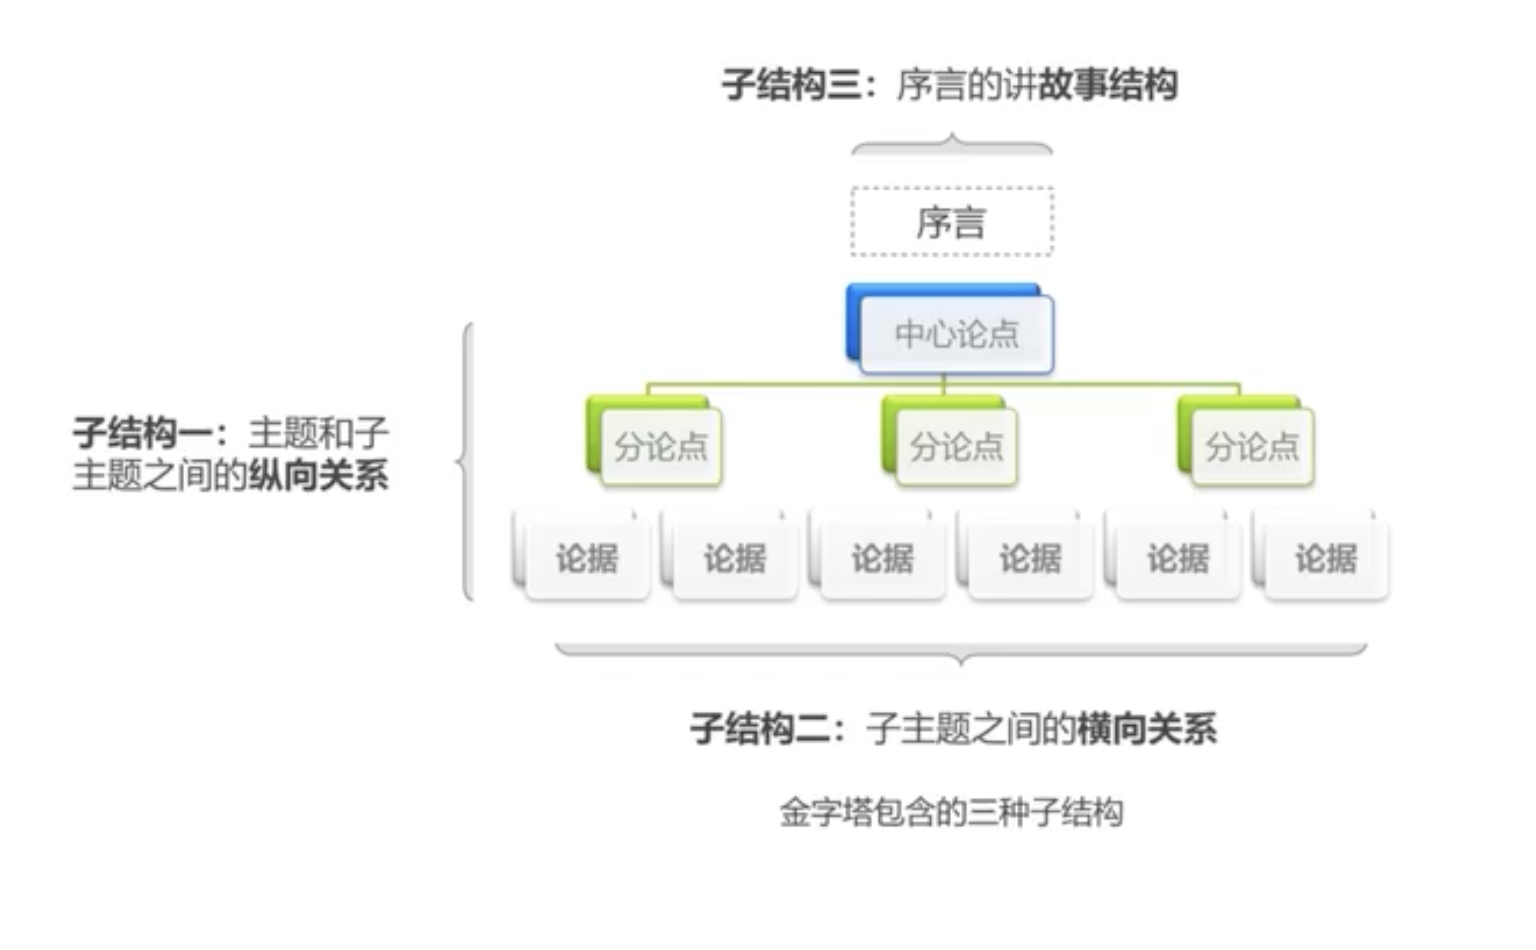 子结构三：序言的讲故事结构
序言
中心论点
分论点
分论点
分论点
子结构一：主题和子
主题之间的纵向关系
论据
论据
论据
论据
论据
论据
子结构二：子主题之间的横向关系
金字塔包含的三种子结构